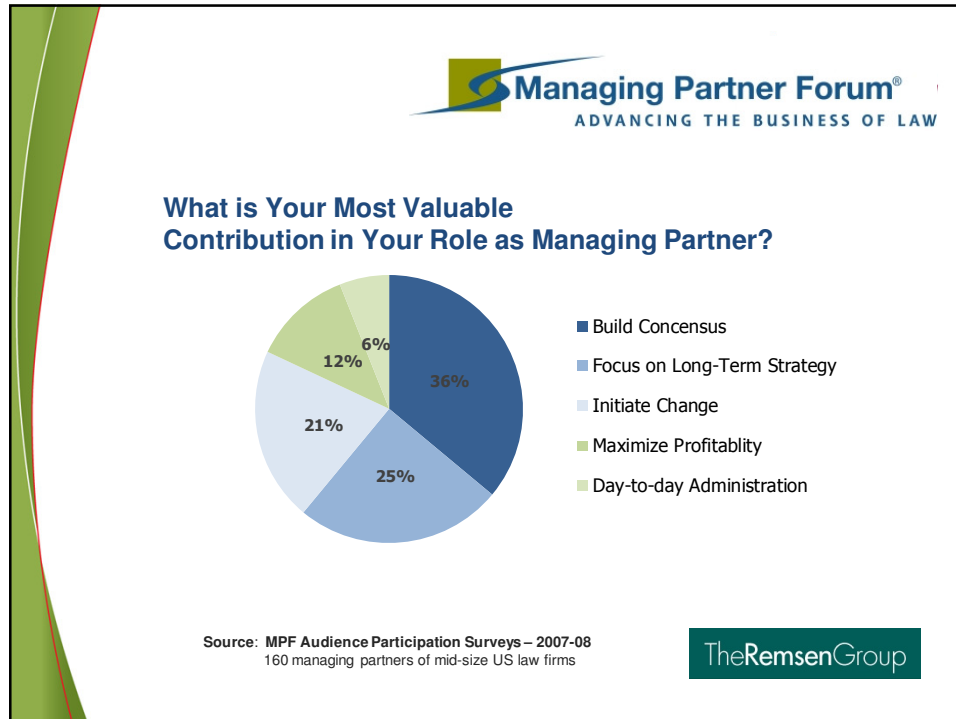 Managing Partner Forum®
ADVANCING THE BUSINESS OF LAW
What is Your Most Valuable
Contribution in Your Role as Managing Partner?
6%
12%
36%
21%
25%
Build Concensus
Focus on Long-Term Strategy
Initiate Change
Maximize Profitablity
Day-to-day Administration
Source: MPF Audience Participation Surveys – 2007-08
160 managing partners of mid-size US law firms
TheRemsenGroup